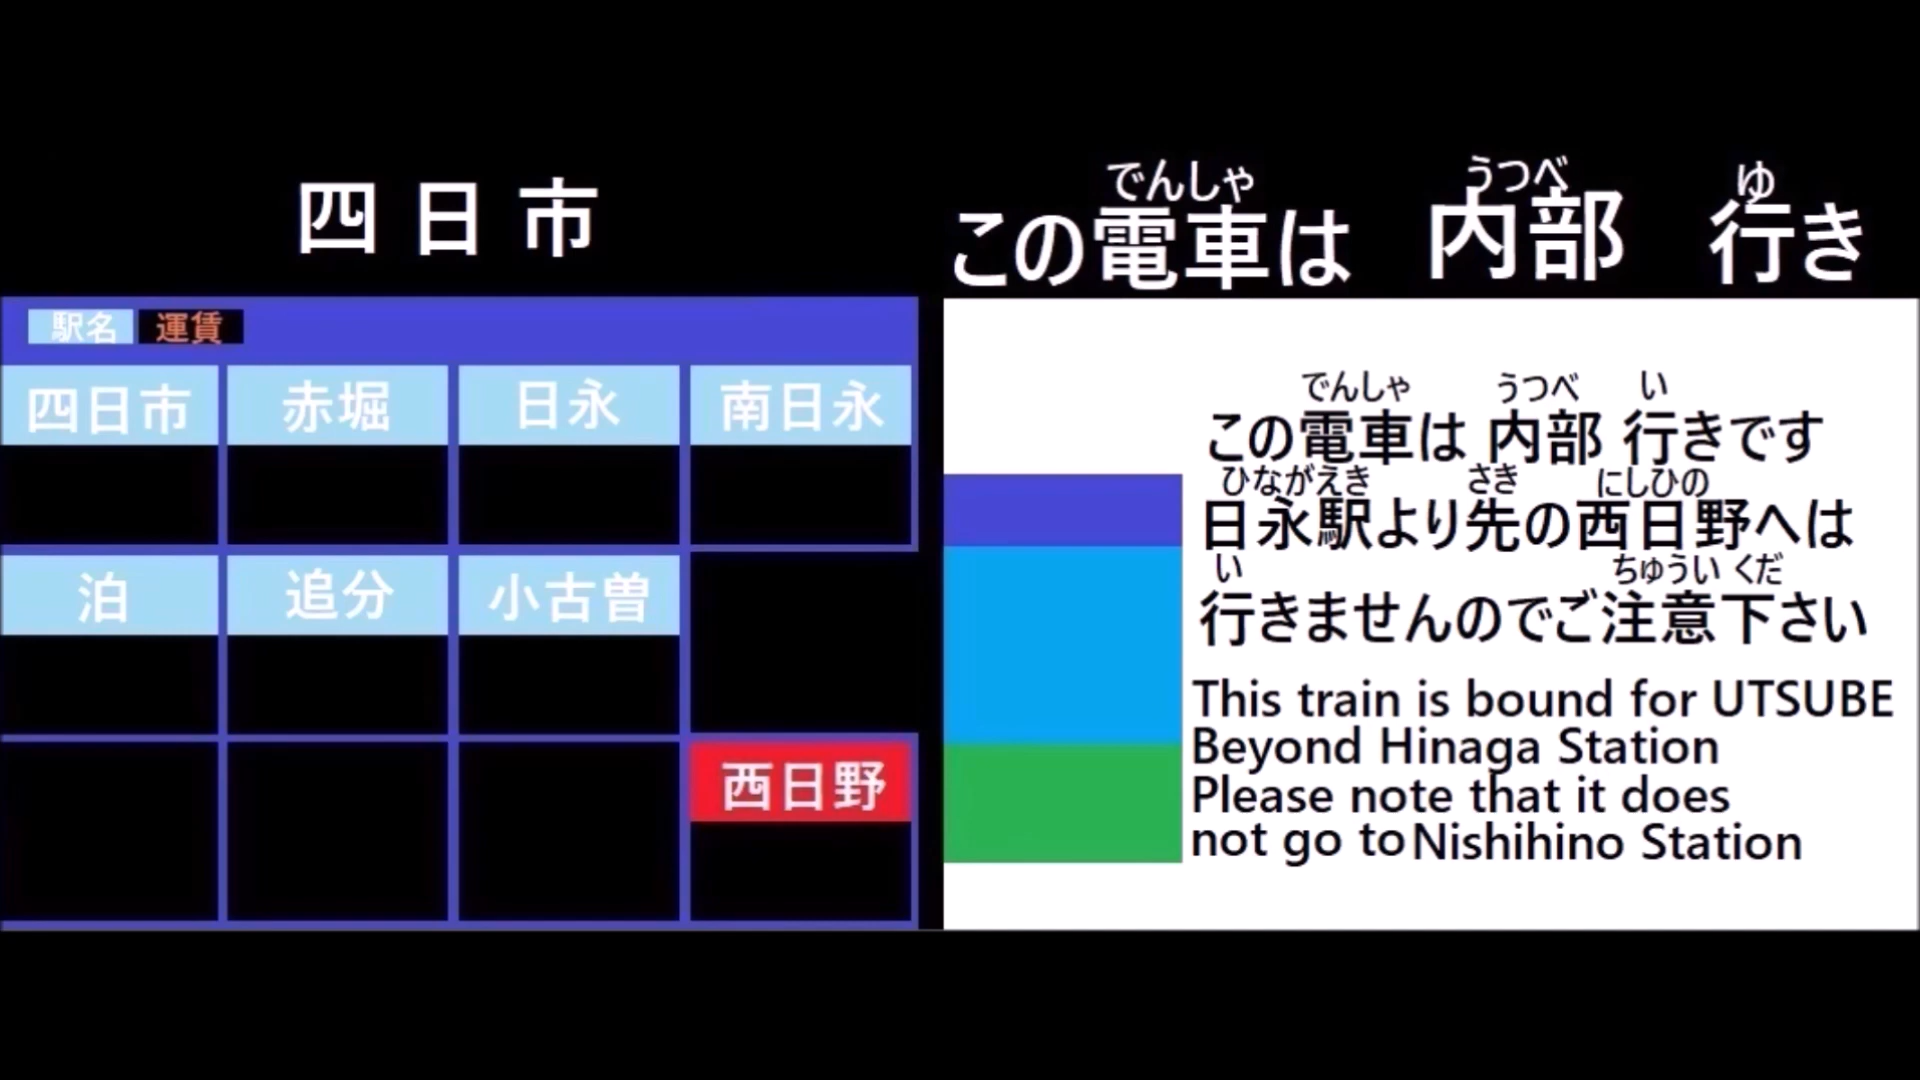 四日市
駅名 運賃
四日市 赤堀 日永 南日永
泊 追分 小古曽
西日野
でんしゃ うつべ ゆ
この電車は 内部 行き
でんしゃ うつべ い
この電車は 内部 行きです
ひながえき さき にしひの
日永駅より先の西日野へは
い ちゅうい くだ
行きませんのでご注意下さい
This train is bound for UTSUBE
Beyond Hinaga Station
Please note that it does
not go to Nishihino Station